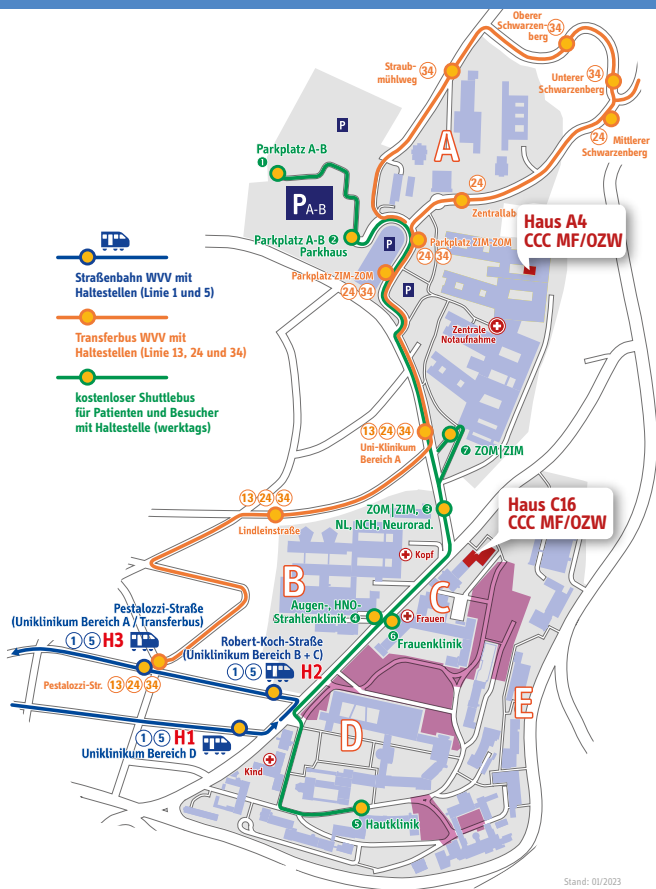 Oberer
Schwarzen-
berg
34
Straub-
mühlweg
34
Unterer
Schwarzenberg
34
24
Mittlerer
Schwarzenberg
P
A
Parkplatz A-B
1
24
Zentrallab
PA-B
Haus A4
CCC MF/OZW
Parkplatz A-B 2
Parkhaus
P
Parkplatz ZIM-ZOM
24 34
Parkplatz-ZIM-ZOM
24 34
P
Straßenbahn WVV mit
Haltestellen (Linie 1 und 5)
Zentrale
Notaufnahme
Transferbus WVV mit
Haltestellen (Linie 13, 24 und 34)
kostenloser Shuttlebus
für Patienten und Besucher
mit Haltestelle (werktags)
13 24 34
Uni-Klinikum
Bereich A
7 ZOM|ZIM
13 24 34
Lindleinstraße
ZOM|ZIM, 3
NL, NCH, Neurorad.
Haus C16
CCC MF/OZW
Kopf
B
C
Augen-, HNO-
Strahlenklinik 4
Frauen
6
Frauenklinik
Pestalozzi-Straße
(Uniklinikum Bereich A / Transferbus)
1 5 H3
Robert-Koch-Straße
(Uniklinikum Bereich B + C)
1 5 H2
Pestalozzi-Str. 13 24 34
E
D
1 5 H1
Uniklinikum Bereich D
Kind
5 Hautklinik
Stand: 01/2023